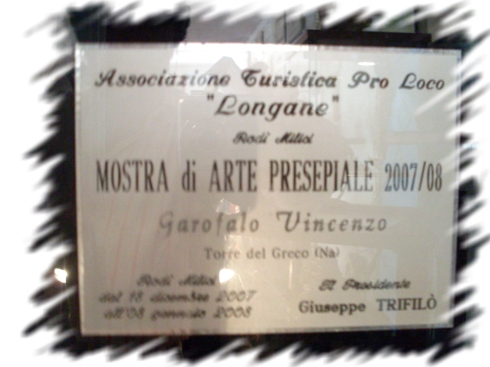 Associazione Turistica Pro Loco
"Longane"
Rodì Milici
MOSTRA di ARTE PRESEPIALE 2007/08
Garofalo Vincenzo
Torre del Greco (Na)
Rodì Milici
dal 16 dicembre 2007
all'08 gennaio 2008
Il Presidente
Giuseppe TRIFILÒ